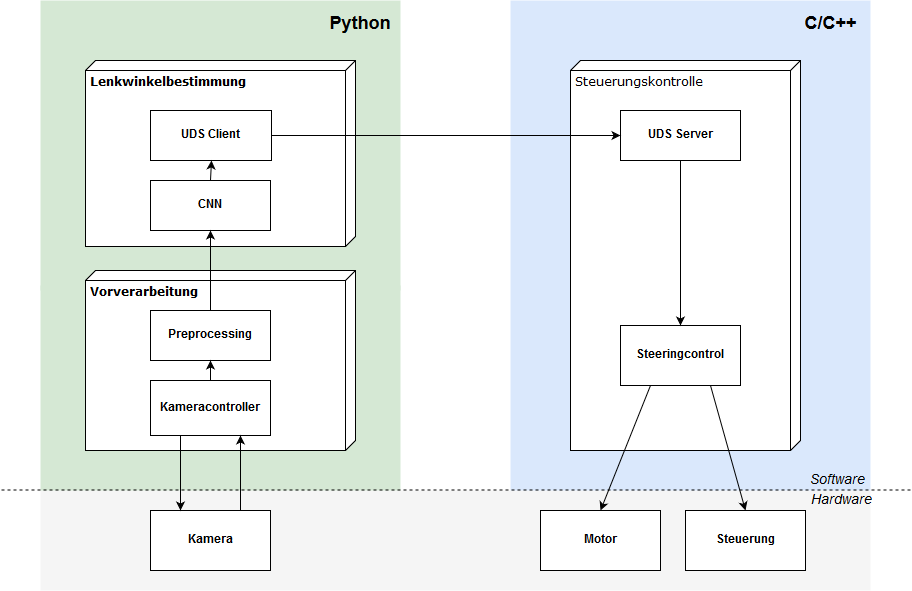 Python
C/C++
Lenkwinkelbestimmung
Steuerungskontrolle
UDS Client
UDS Server
CNN
Vorverarbeitung
Preprocessing
Steeringcontrol
Kameracontroller
Software
Hardware
Kamera
Motor
Steuerung